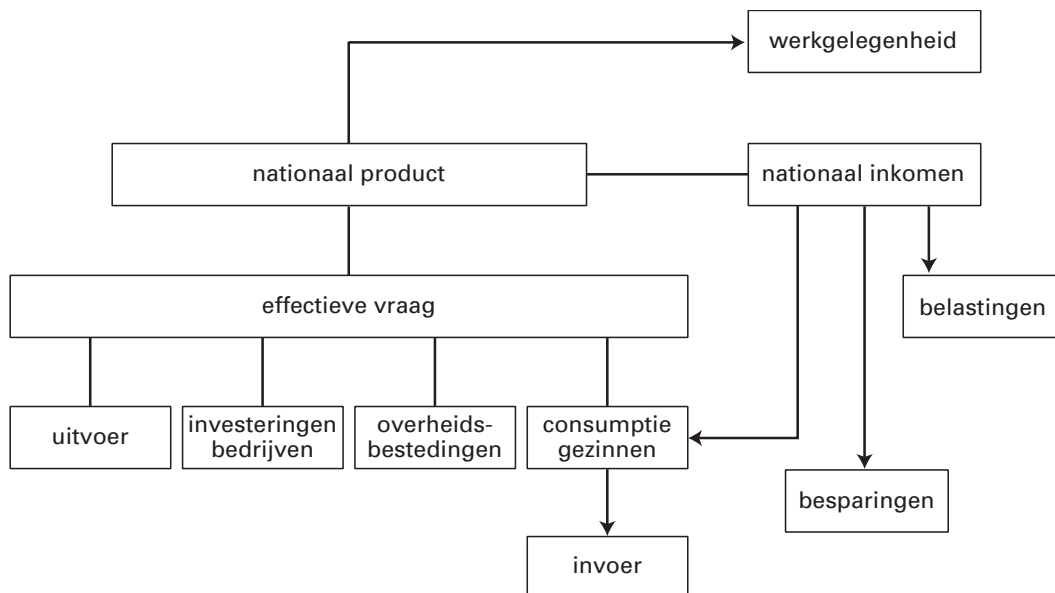 werkgelegenheid
nationaal product
nationaal inkomen
effectieve vraag
belastingen
uitvoer
investeringen
bedrijven
overheids-
bestedingen
consumptie
gezinnen
besparingen
invoer